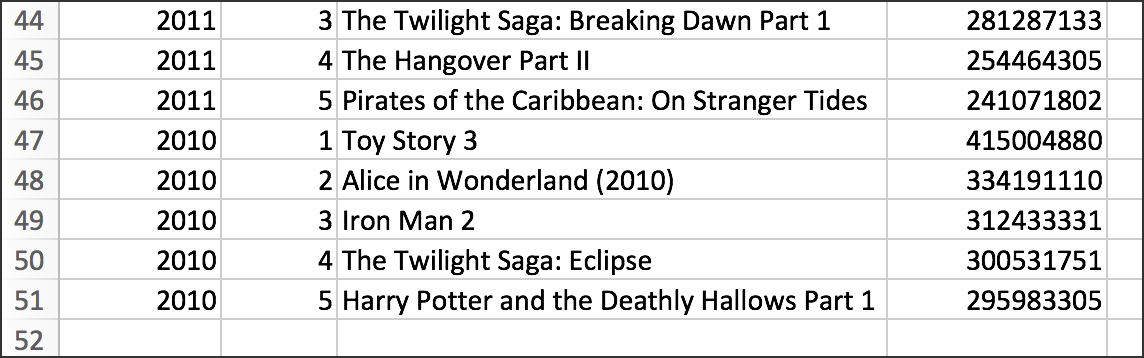 44 2011 3 The Twilight Saga: Breaking Dawn Part 1 281287133
45 2011 4 The Hangover Part II 254464305
46 2011 5 Pirates of the Caribbean: On Stranger Tides 241071802
47 2010 1 Toy Story 3 415004880
48 2010 2 Alice in Wonderland (2010) 334191110
49 2010 3 Iron Man 2 312433331
50 2010 4 The Twilight Saga: Eclipse 300531751
51 2010 5 Harry Potter and the Deathly Hallows Part 1 295983305
52